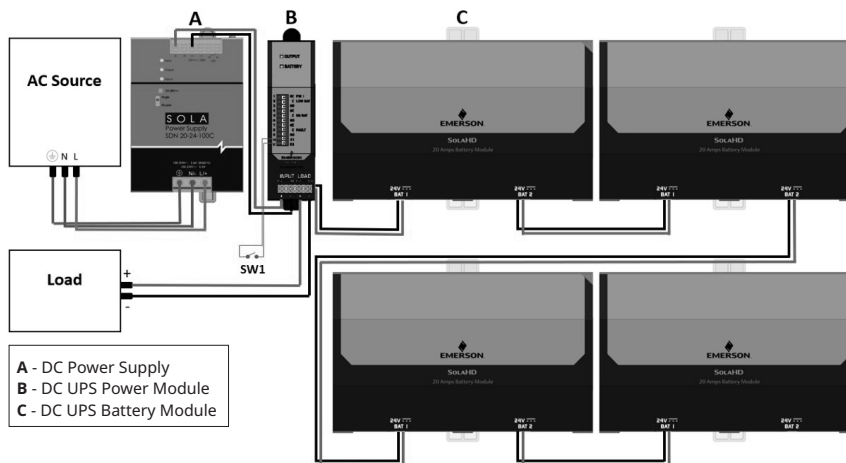 A
B
C
AC Source
N L
SOLA
Power Supply
SDN 20-24-100C
N/- L/+
OUTPUT
BATTERY
INPUT LOAD
SW1
Load
+
-
EMERSON
SOLAHD
20 Amps Battery Module
24V
BAT 1
24V
BAT 2
EMERSON
SOLAHD
20 Amps Battery Module
24V
BAT 1
24V
BAT 2
EMERSON
SOLAHD
20 Amps Battery Module
24V
BAT 1
24V
BAT 2
EMERSON
SOLAHD
20 Amps Battery Module
24V
BAT 1
24V
BAT 2
A - DC Power Supply
B - DC UPS Power Module
C - DC UPS Battery Module